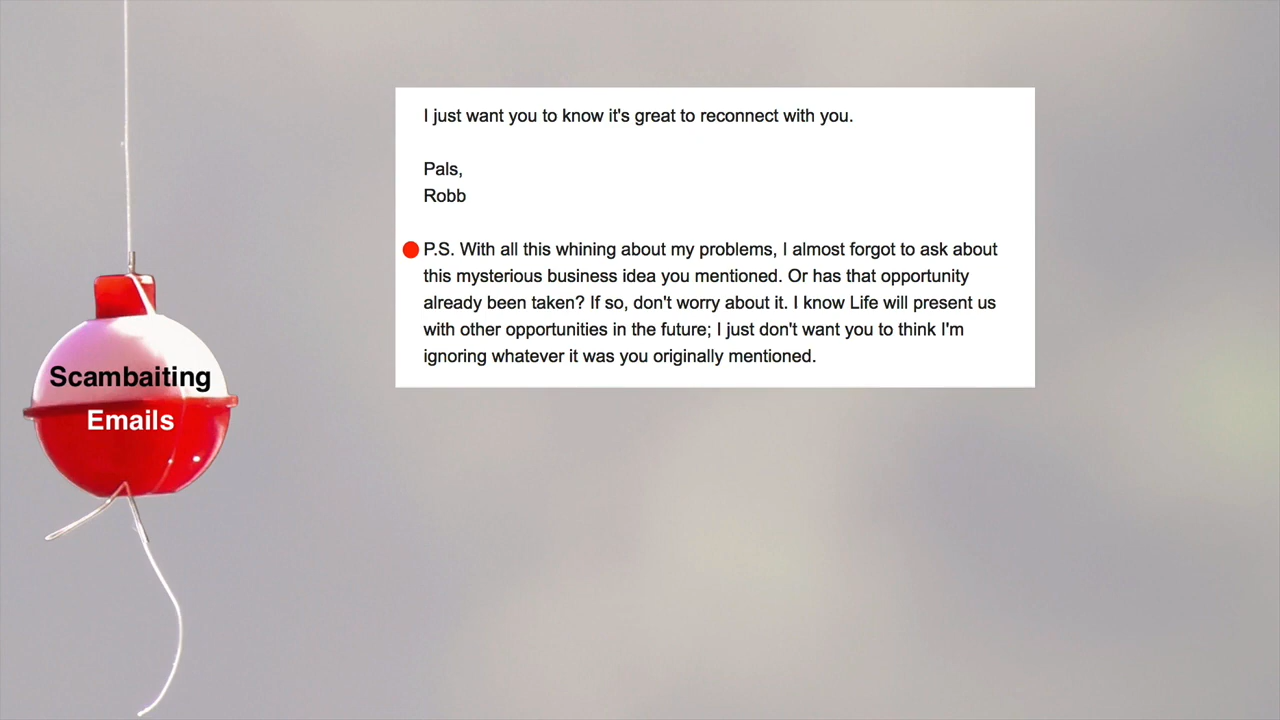 Scambaiting
Emails
I just want you to know it's great to reconnect with you.
Pals,
Robb
P.S. With all this whining about my problems, I almost forgot to ask about
this mysterious business idea you mentioned. Or has that opportunity
already been taken? If so, don't worry about it. I know Life will present us
with other opportunities in the future; I just don't want you to think I'm
ignoring whatever it was you originally mentioned.